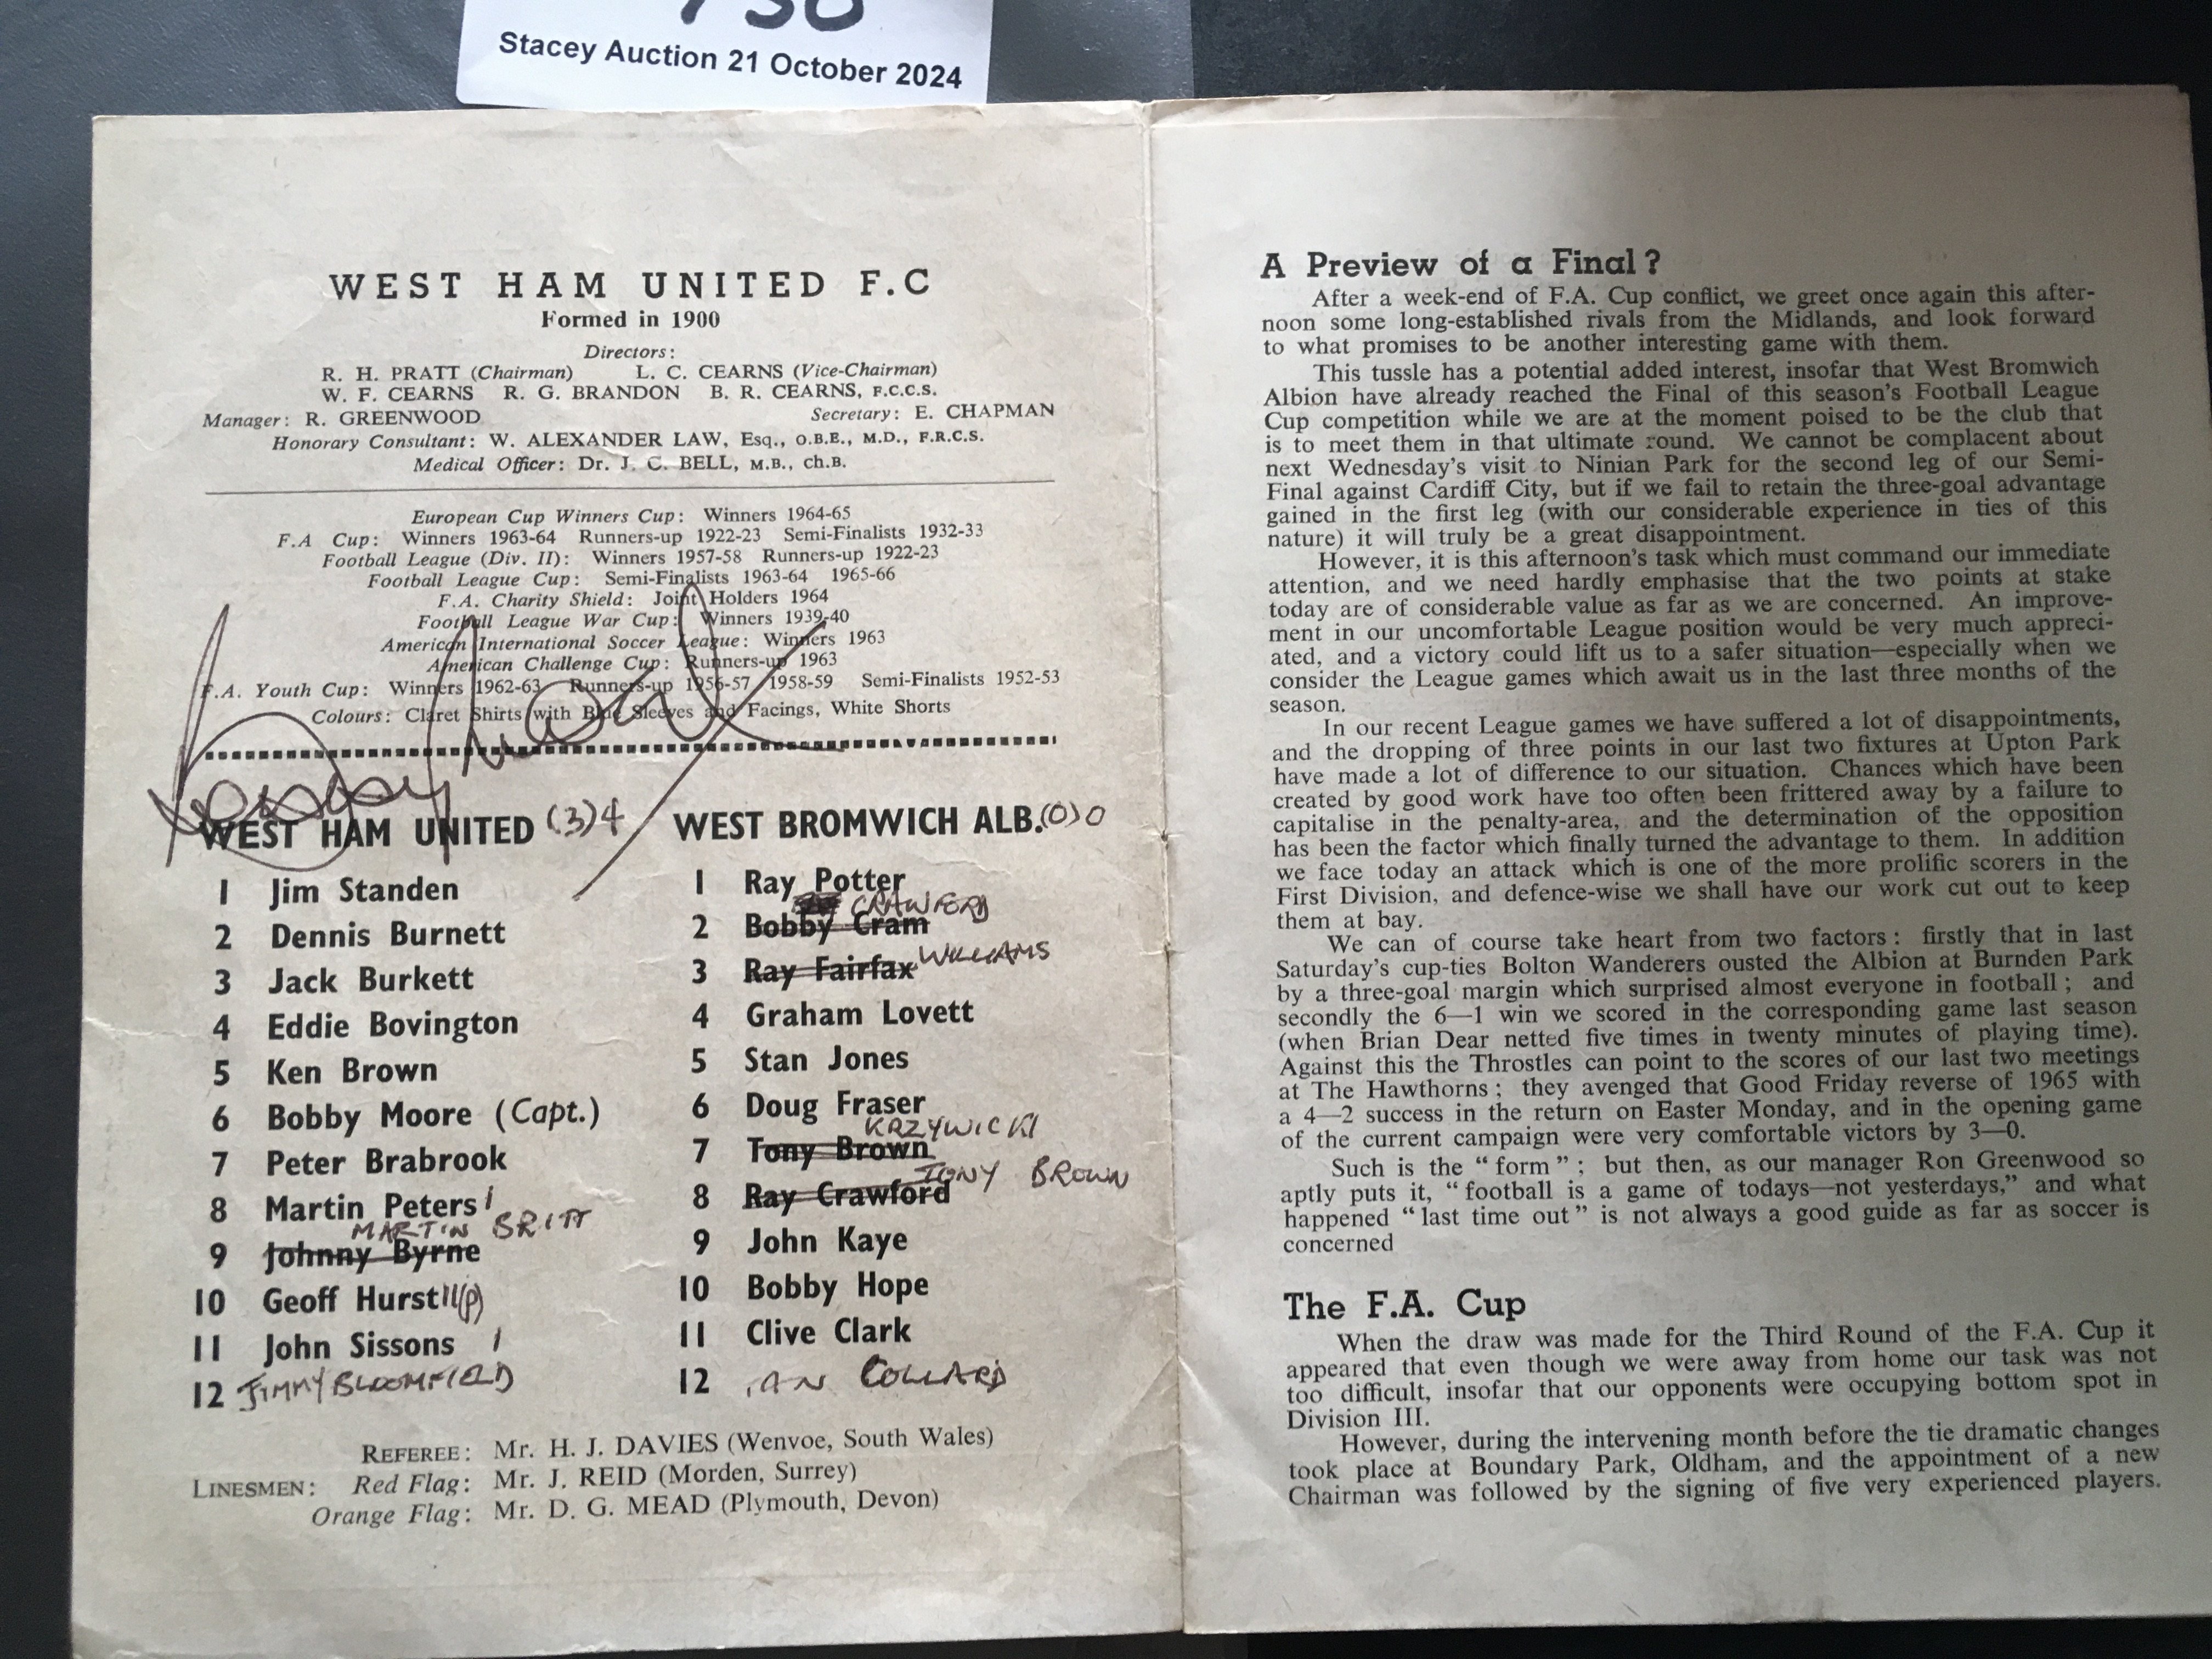 Stacey Auction 21 October 2024
WEST HAM UNITED F.C
Formed in 1900
Directors:
R. H. PRATT (Chairman) L. C. CEARNS (Vice-Chairman)
W. F. CEARNS R. G. BRANDON B. R. CEARNS, F.C.C.S.
Manager: R. GREENWOOD Secretary: E. CHAPMAN
Honorary Consultant: W. ALEXANDER LAW, Esq., O.B.E., M.D., F.R.C.S.
Medical Officer: Dr. J. C. BELL, M.B., Ch.B.
European Cup Winners Cup: Winners 1964-65
F.A Cup: Winners 1963-64 Runners-up 1922-23 Semi-Finalists 1932-33
Football League (Div. II): Winners 1957-58 Runners-up 1922-23
Football League Cup: Semi-Finalists 1963-64 1965-66
F.A. Charity Shield: Joint Holders 1964
Football League War Cup: Winners 1939-40
American International Soccer League: Winners 1963
American Challenge Cup: Runners-up 1963
F.A. Youth Cup: Winners 1962-63 Runners-up 1956-57 1958-59 Semi-Finalists 1952-53
Colours: Claret Shirts with Blue Sleeves and Facings, White Shorts
WEST HAM UNITED (3) 4
1 Jim Standen
2 Dennis Burnett
3 Jack Burkett
4 Eddie Bovington
5 Ken Brown
6 Bobby Moore (Capt.)
7 Peter Brabrook
8 Martin Peters 1
MARTIN BRITT
9 Johnny Byrne
10 Geoff Hurst 11(p)
11 John Sissons 1
12 JIMMY BLOOMFIELD
WEST BROMWICH ALB. (0) 0
1 Ray Potter
CRAWFORD
2 Bobby Cram
3 Ray Fairfax WILLIAMS
4 Graham Lovett
5 Stan Jones
6 Doug Fraser
KRZYWICKI
7 Tony Brown
TONY BROWN
8 Ray Crawford
9 John Kaye
10 Bobby Hope
11 Clive Clark
12 IAN COLLARD
REFEREE: Mr. H. J. DAVIES (Wenvoe, South Wales)
LINESMEN: Red Flag: Mr. J. REID (Morden, Surrey)
Orange Flag: Mr. D. G. MEAD (Plymouth, Devon)
A Preview of a Final?
After a week-end of F.A. Cup conflict, we greet once again this after-
noon some long-established rivals from the Midlands, and look forward
to what promises to be another interesting game with them.
This tussle has a potential added interest, insofar that West Bromwich
Albion have already reached the Final of this season's Football League
Cup competition while we are at the moment poised to be the club that
is to meet them in that ultimate round. We cannot be complacent about
next Wednesday's visit to Ninian Park for the second leg of our Semi-
Final against Cardiff City, but if we fail to retain the three-goal advantage
gained in the first leg (with our considerable experience in ties of this
nature) it will truly be a great disappointment.
However, it is this afternoon's task which must command our immediate
attention, and we need hardly emphasise that the two points at stake
today are of considerable value as far as we are concerned. An improve-
ment in our uncomfortable League position would be very much appreci-
ated, and a victory could lift us to a safer situation—especially when we
consider the League games which await us in the last three months of the
season.
In our recent League games we have suffered a lot of disappointments,
and the dropping of three points in our last two fixtures at Upton Park
have made a lot of difference to our situation. Chances which have been
created by good work have too often been frittered away by a failure to
capitalise in the penalty-area, and the determination of the opposition
has been the factor which finally turned the advantage to them. In addition
we face today an attack which is one of the more prolific scorers in the
First Division, and defence-wise we shall have our work cut out to keep
them at bay.
We can of course take heart from two factors: firstly that in last
Saturday's cup-ties Bolton Wanderers ousted the Albion at Burnden Park
by a three-goal margin which surprised almost everyone in football; and
secondly the 6—1 win we scored in the corresponding game last season
(when Brian Dear netted five times in twenty minutes of playing time).
Against this the Throstles can point to the scores of our last two meetings
at The Hawthorns; they avenged that Good Friday reverse of 1965 with
a 4—2 success in the return on Easter Monday, and in the opening game
of the current campaign were very comfortable victors by 3—0.
Such is the "form"; but then, as our manager Ron Greenwood so
aptly puts it, "football is a game of todays—not yesterdays," and what
happened "last time out" is not always a good guide as far as soccer is
concerned
The F.A. Cup
When the draw was made for the Third Round of the F.A. Cup it
appeared that even though we were away from home our task was not
too difficult, insofar that our opponents were occupying bottom spot in
Division III.
However, during the intervening month before the tie dramatic changes
took place at Boundary Park, Oldham, and the appointment of a new
Chairman was followed by the signing of five very experienced players.